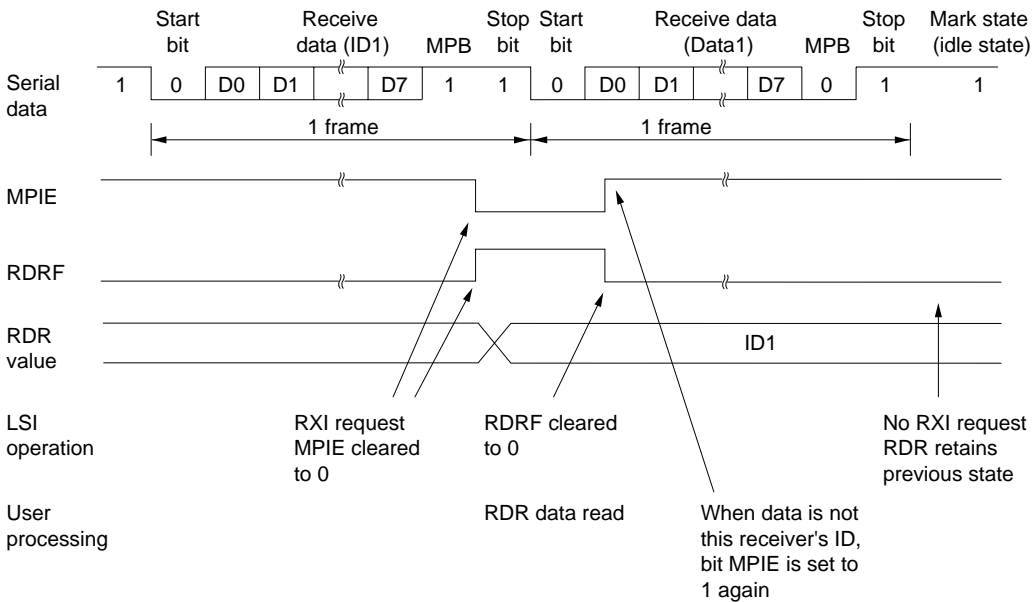 Start Receive Stop Start Receive data Stop Mark state
bit data (ID1) MPB bit bit (Data1) MPB bit (idle state)
Serial data 1 0 D0 D1 D7 1 1 0 D0 D1 D7 0 1 1
1 frame 1 frame
MPIE
RDRF
RDR
value ID1
LSI RXI request RDRF cleared No RXI request
operation MPIE cleared to 0 RDR retains
to 0 previous state
User RDR data read When data is not
processing this receiver's ID,
bit MPIE is set to
1 again